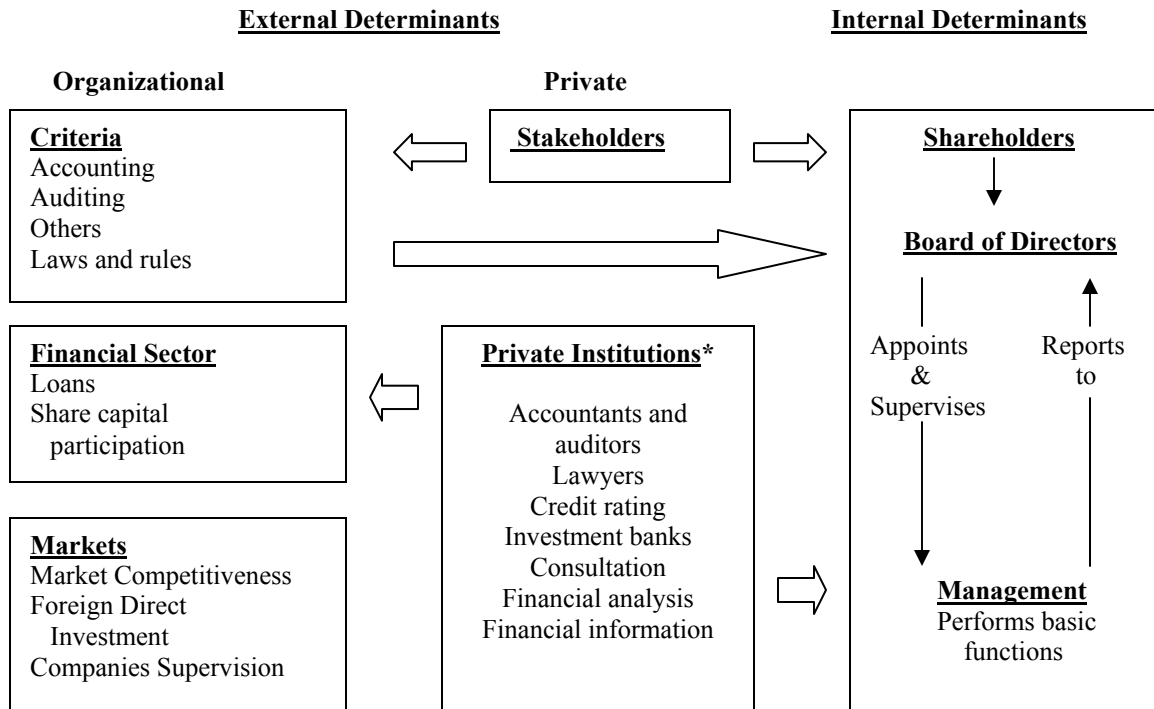 External Determinants
Internal Determinants
Organizational
Private
Criteria
Accounting
Auditing
Others
Laws and rules
Stakeholders
Shareholders
Board of Directors
Financial Sector
Loans
Share capital
participation
Private Institutions*
Accountants and
auditors
Lawyers
Credit rating
Investment banks
Consultation
Financial analysis
Financial information
Appoints
&
Supervises
Reports
to
Markets
Market Competitiveness
Foreign Direct
Investment
Companies Supervision
Management
Performs basic
functions